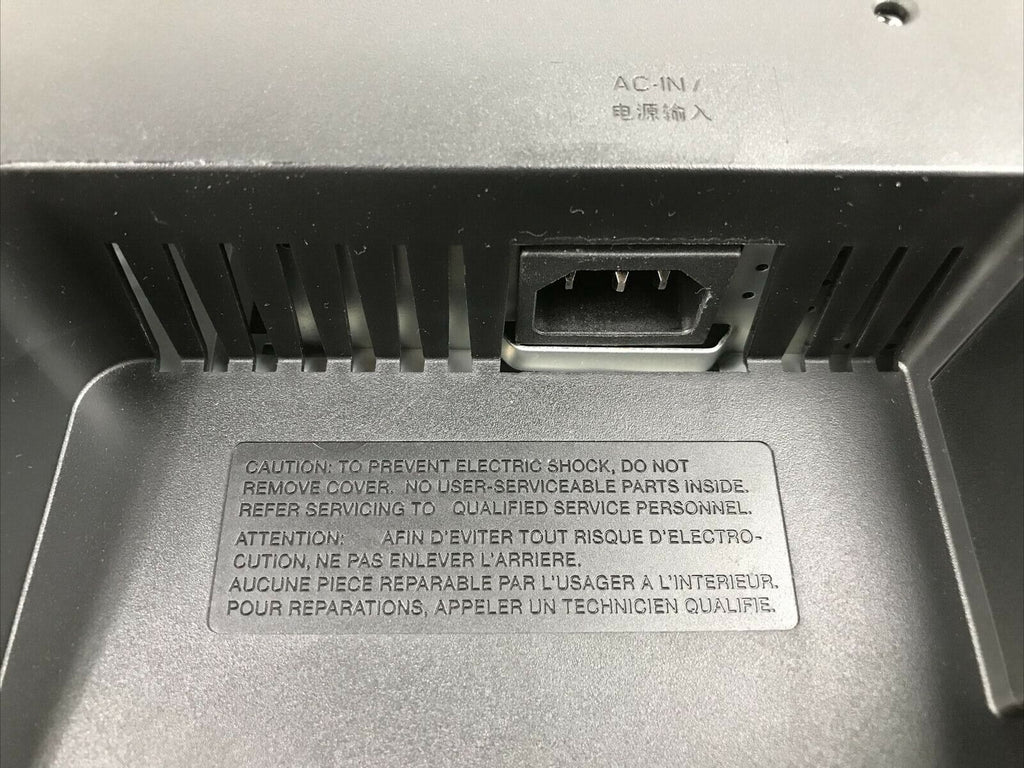 AC-IN /
电源输入
CAUTION: TO PREVENT ELECTRIC SHOCK, DO NOT
REMOVE COVER. NO USER-SERVICEABLE PARTS INSIDE.
REFER SERVICING TO QUALIFIED SERVICE PERSONNEL.
ATTENTION: AFIN D'EVITER TOUT RISQUE D'ELECTRO-
CUTION, NE PAS ENLEVER L'ARRIERE.
AUCUNE PIECE REPARABLE PAR L'USAGER A L'INTERIEUR.
POUR REPARATIONS, APPELER UN TECHNICIEN QUALIFIE.